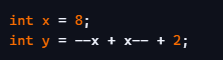 int x = 8;
int y = --x + x-- + 2;